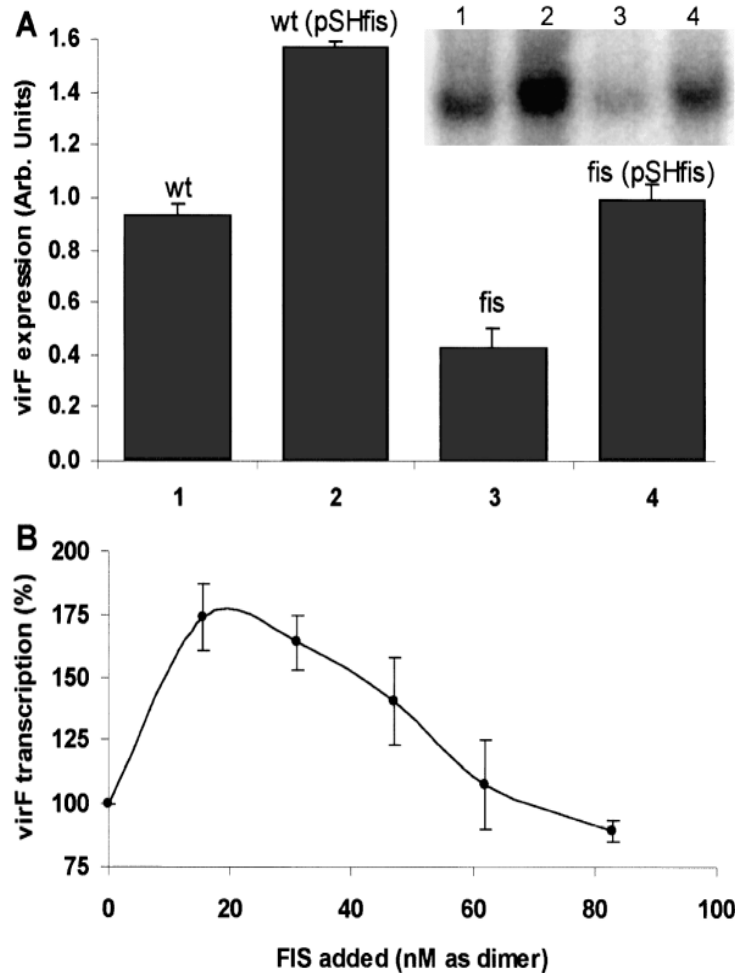 A
virF expression (Arb. Units)
1.6
1.4
1.2
1.0
0.8
0.6
0.4
0.2
0.0
wt
wt (pSHfis)
fis
fis (pSHfis)
1 2 3 4
1 2 3 4
B
virF transcription (%)
200
175
150
125
100
75
0 20 40 60 80 100
FIS added (nM as dimer)